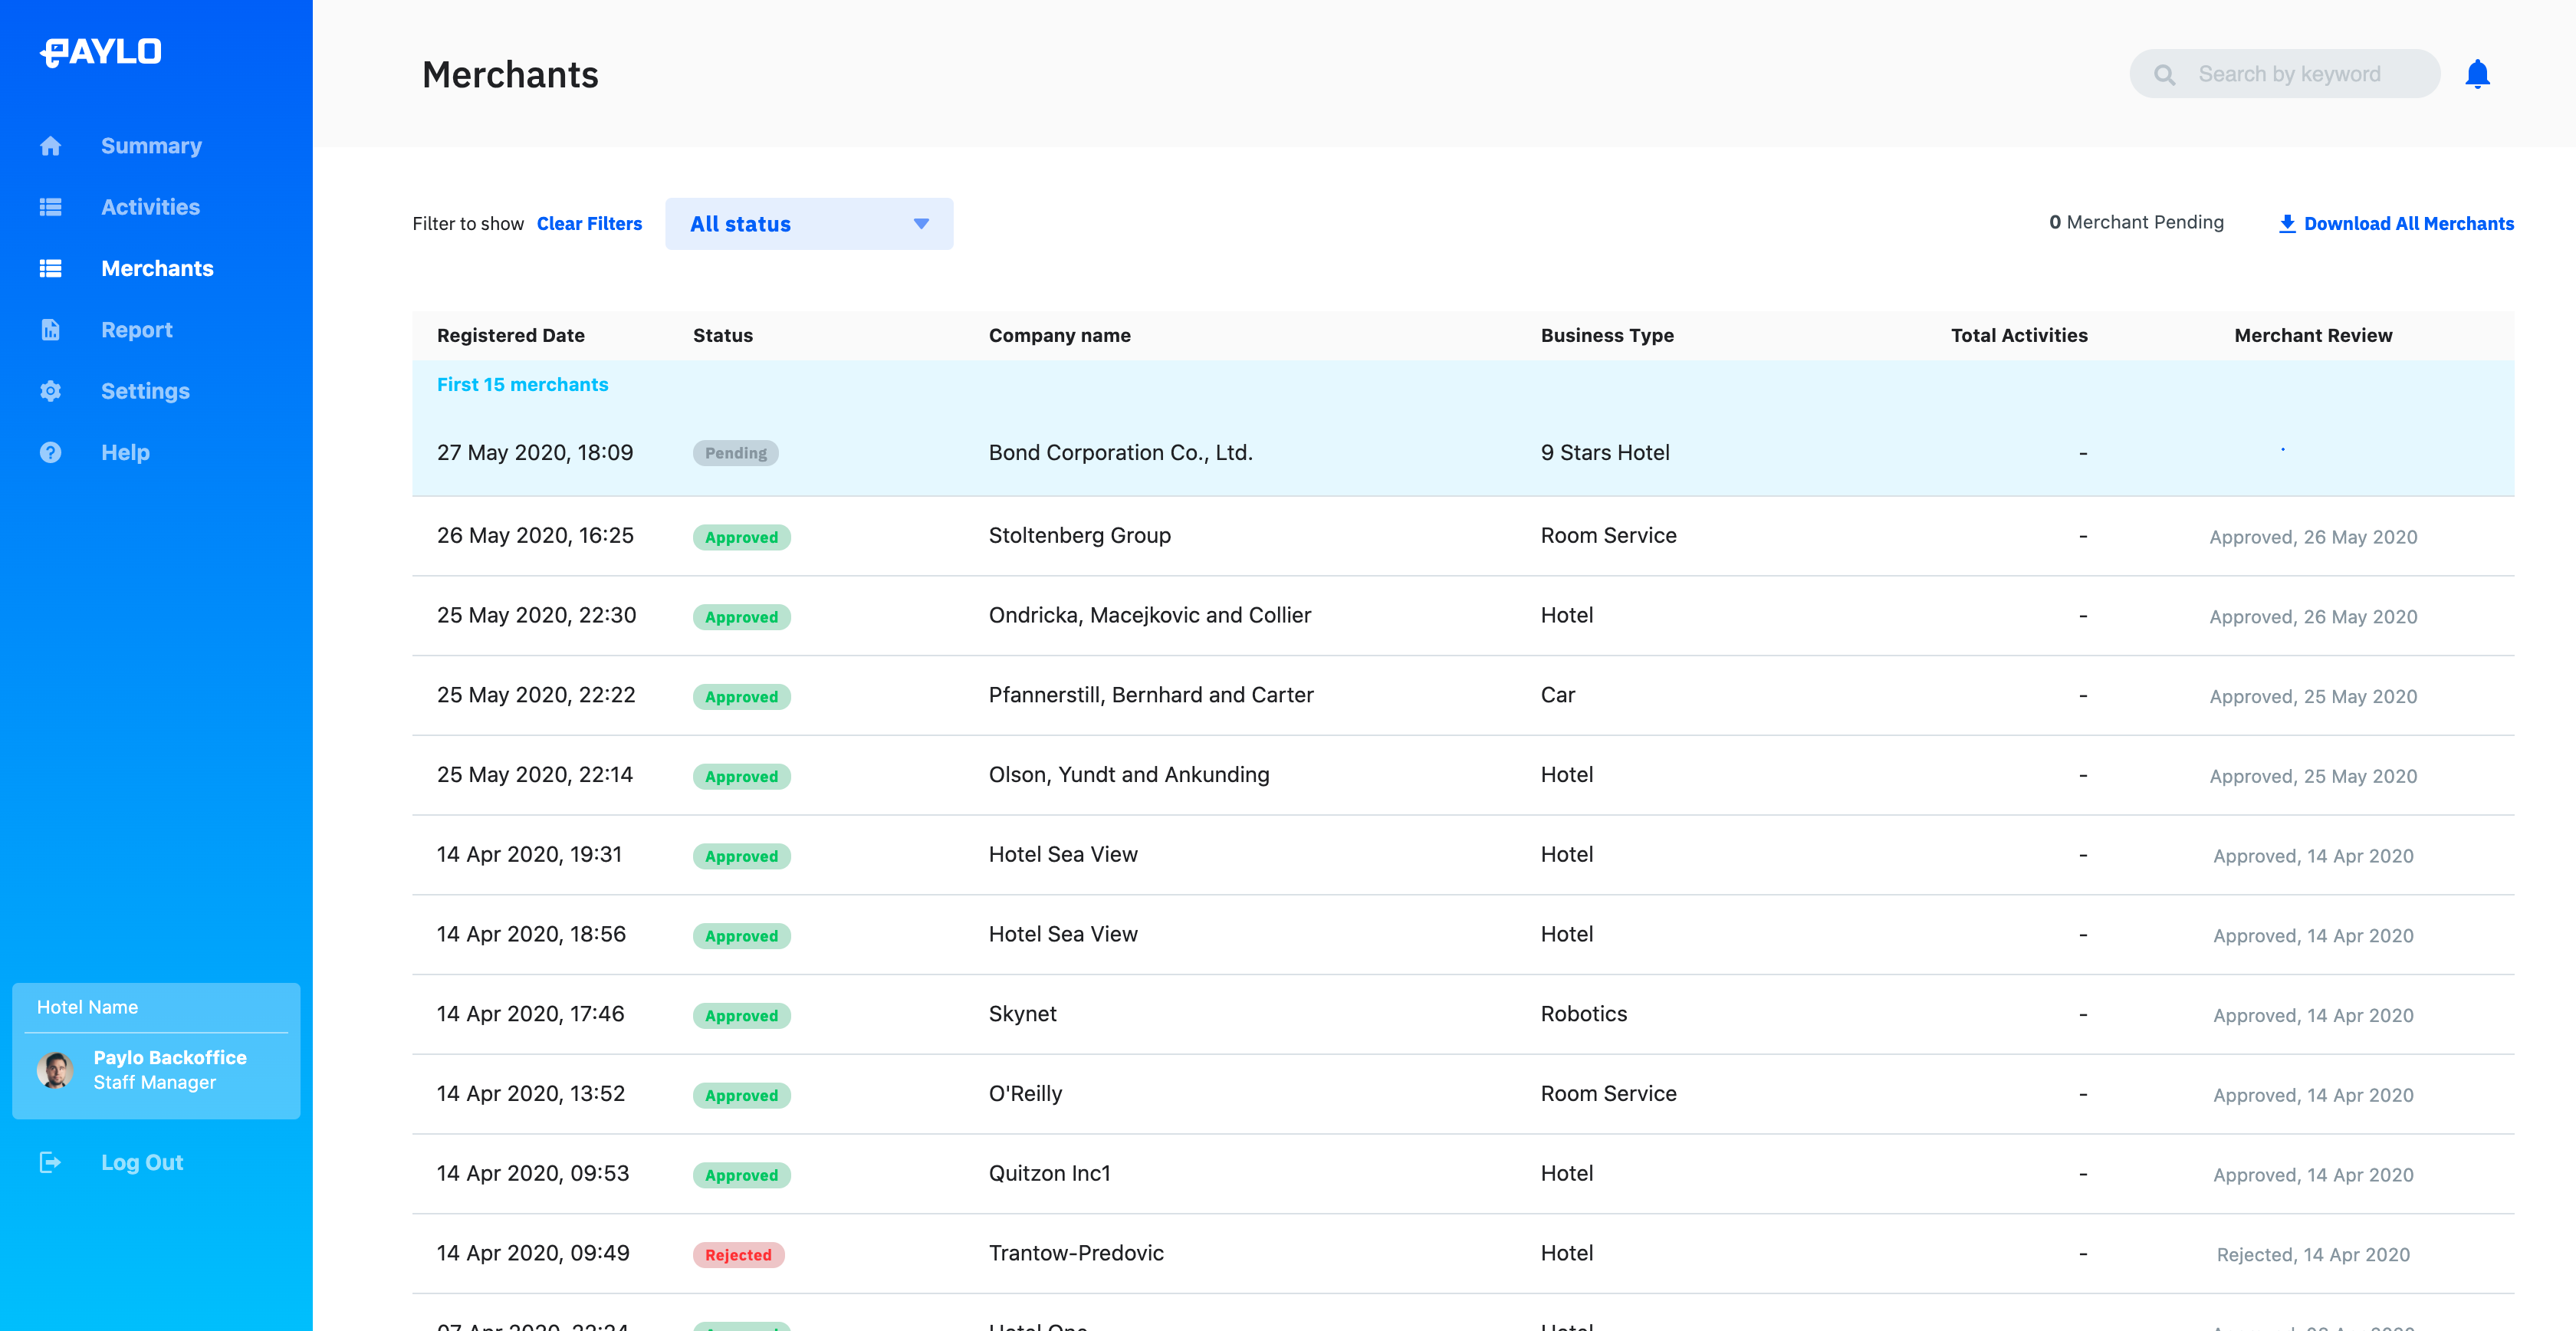 PAYLO
Summary
Activities
Merchants
Report
Settings
Help
Hotel Name
Paylo Backoffice
Staff Manager
Log Out
Merchants
Search by keyword
Filter to show Clear Filters All status 0 Merchant Pending Download All Merchants
Registered Date Status Company name Business Type Total Activities Merchant Review
First 15 merchants
27 May 2020, 18:09 Pending Bond Corporation Co., Ltd. 9 Stars Hotel -
26 May 2020, 16:25 Approved Stoltenberg Group Room Service - Approved, 26 May 2020
25 May 2020, 22:30 Approved Ondricka, Macejkovic and Collier Hotel - Approved, 26 May 2020
25 May 2020, 22:22 Approved Pfannerstill, Bernhard and Carter Car - Approved, 25 May 2020
25 May 2020, 22:14 Approved Olson, Yundt and Ankunding Hotel - Approved, 25 May 2020
14 Apr 2020, 19:31 Approved Hotel Sea View Hotel - Approved, 14 Apr 2020
14 Apr 2020, 18:56 Approved Hotel Sea View Hotel - Approved, 14 Apr 2020
14 Apr 2020, 17:46 Approved Skynet Robotics - Approved, 14 Apr 2020
14 Apr 2020, 13:52 Approved O'Reilly Room Service - Approved, 14 Apr 2020
14 Apr 2020, 09:53 Approved Quitzon Inc1 Hotel - Approved, 14 Apr 2020
14 Apr 2020, 09:49 Rejected Trantow-Predovic Hotel - Rejected, 14 Apr 2020
Hotel